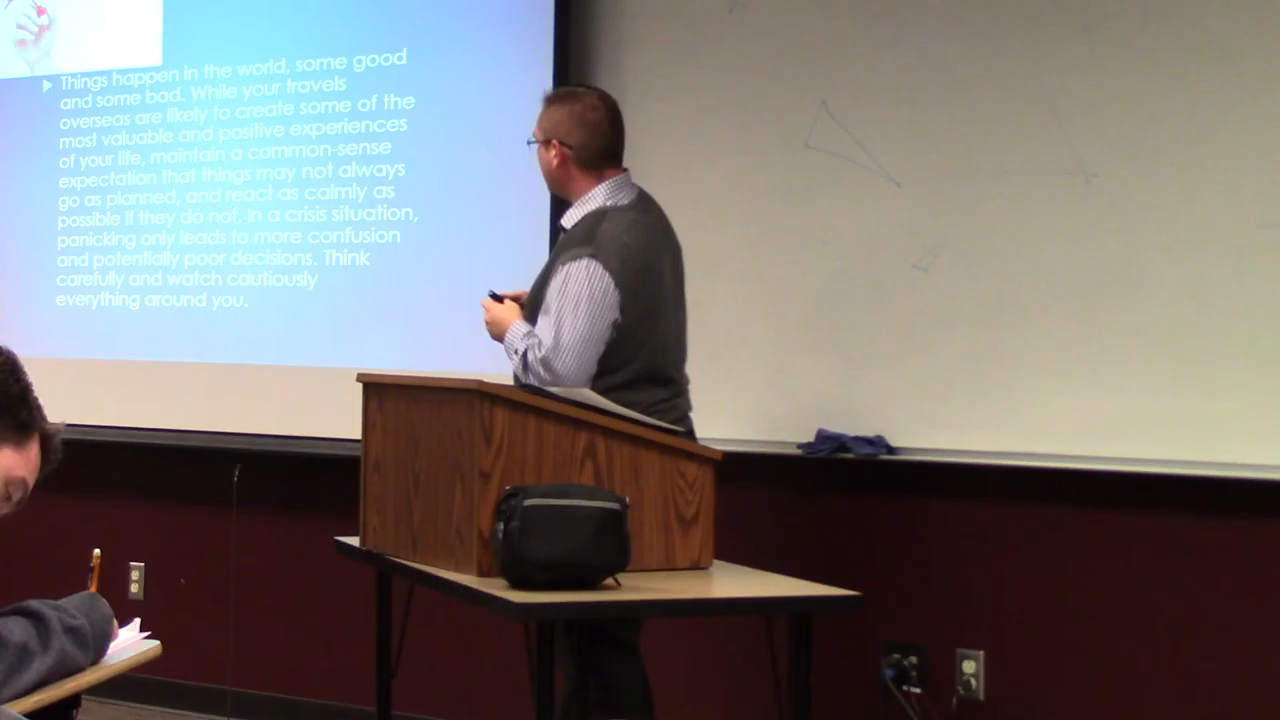 Things happen in the world, some good
and some bad. While your travels
overseas are likely to create some of the
most valuable and positive experiences
of your life, maintain a common-sense
expectation that things may not always
go as planned, and react as calmly as
possible if they do not. In a crisis situation,
panicking only leads to more confusion
and potentially poor decisions. Think
carefully and watch cautiously
everything around you.